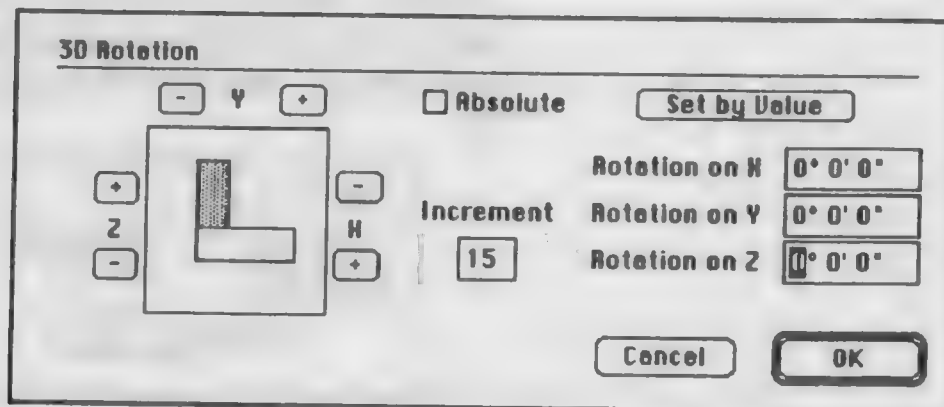 3D Rotation
- Y +
Absolute
Set by Value
+
Z
-
-
X
+
Increment
15
Rotation on X 0° 0' 0"
Rotation on Y 0° 0' 0"
Rotation on Z 0° 0' 0"
Cancel
OK